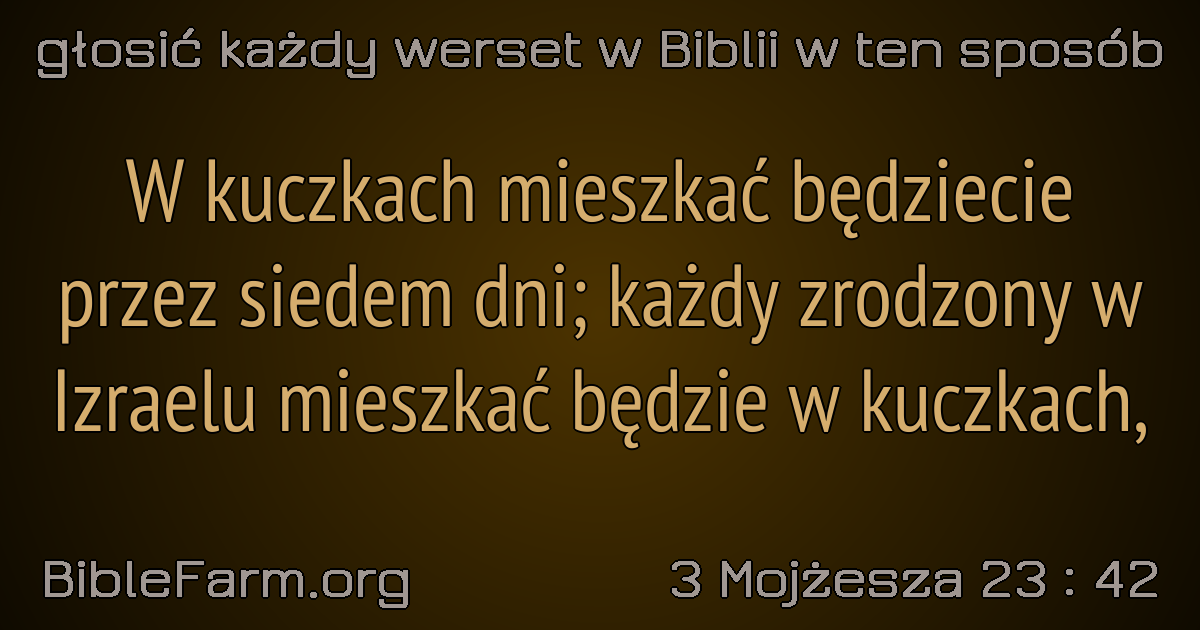 głosić każdy werset w Biblii w ten sposób
W kuczkach mieszkać będziecie
przez siedem dni; każdy zrodzony w
Izraelu mieszkać będzie w kuczkach,
BibleFarm.org
3 Mojżesza 23 : 42